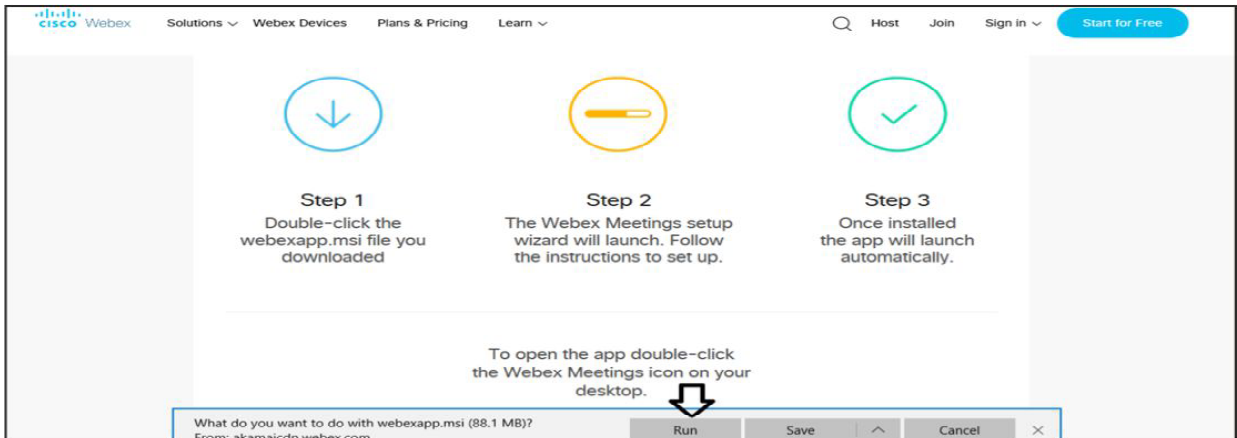 CISCO Webex Solutions Webex Devices Plans & Pricing Learn Host Join Sign in Start for Free
Step 1
Double-click the
webexapp.msi file you
downloaded
Step 2
The Webex Meetings setup
wizard will launch. Follow
the instructions to set up.
Step 3
Once installed
the app will launch
automatically.
To open the app double-click
the Webex Meetings icon on your
desktop.
What do you want to do with webexapp.msi (88.1 MB)?
From: akamaicdn.webex.com
Run Save Cancel